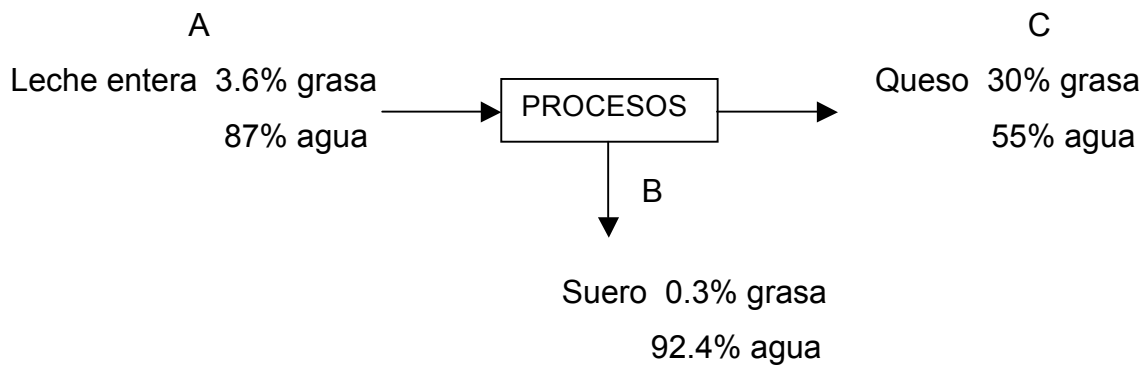 A
Leche entera 3.6% grasa
87% agua
PROCESOS
C
Queso 30% grasa
55% agua
B
Suero 0.3% grasa
92.4% agua